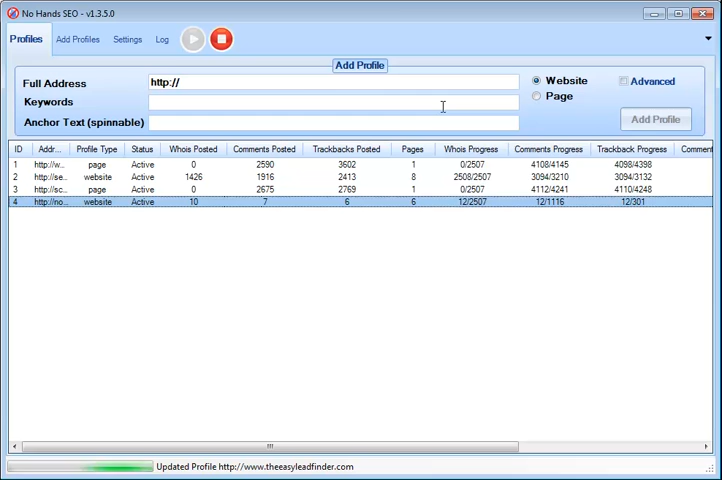 No Hands SEO - v1.3.5.0
Profiles Add Profiles Settings Log
Add Profile
Full Address http:// Website Advanced
Keywords Page
Anchor Text (spinnable) Add Profile
ID Addr... Profile Type Status Whois Posted Comments Posted Trackbacks Posted Pages Whois Progress Comments Progress Trackback Progress Comment
1 http://w... page Active 0 2590 3602 1 0/2507 4108/4145 4098/4398
2 http://se... website Active 1426 1916 2413 8 2508/2507 3094/3210 3094/3132
3 http://sc... page Active 0 2675 2769 1 0/2507 4112/4241 4110/4248
4 http://no... website Active 10 7 6 6 12/2507 12/1116 12/301
Updated Profile http://www.theeasyleadfinder.com